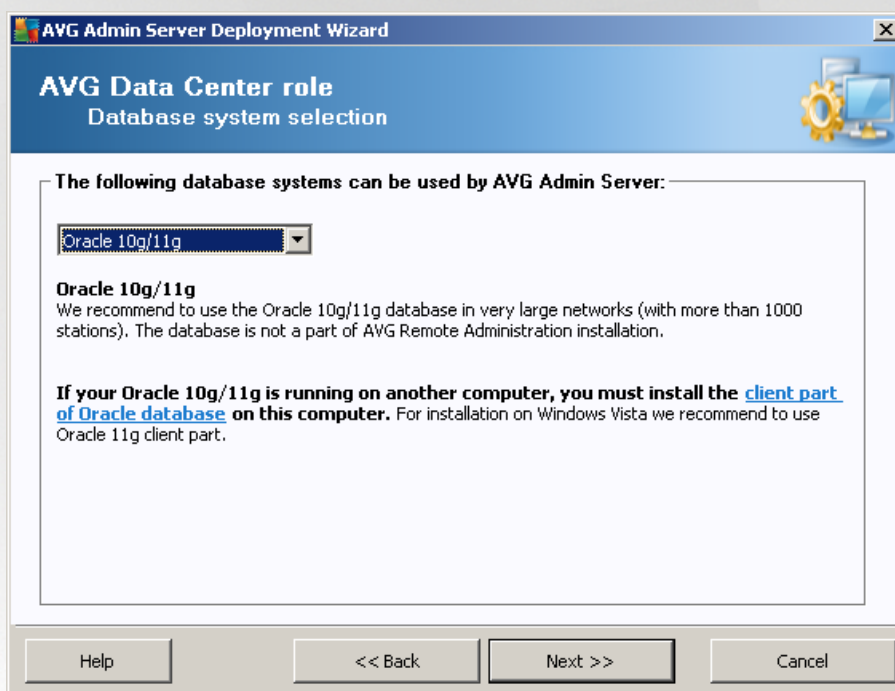 AVG Admin Server Deployment Wizard
AVG Data Center role
Database system selection
The following database systems can be used by AVG Admin Server:
Oracle 10g/11g
Oracle 10g/11g
We recommend to use the Oracle 10g/11g database in very large networks (with more than 1000
stations). The database is not a part of AVG Remote Administration installation.
If your Oracle 10g/11g is running on another computer, you must install the client part
of Oracle database on this computer. For installation on Windows Vista we recommend to use
Oracle 11g client part.
Help
<< Back
Next >>
Cancel